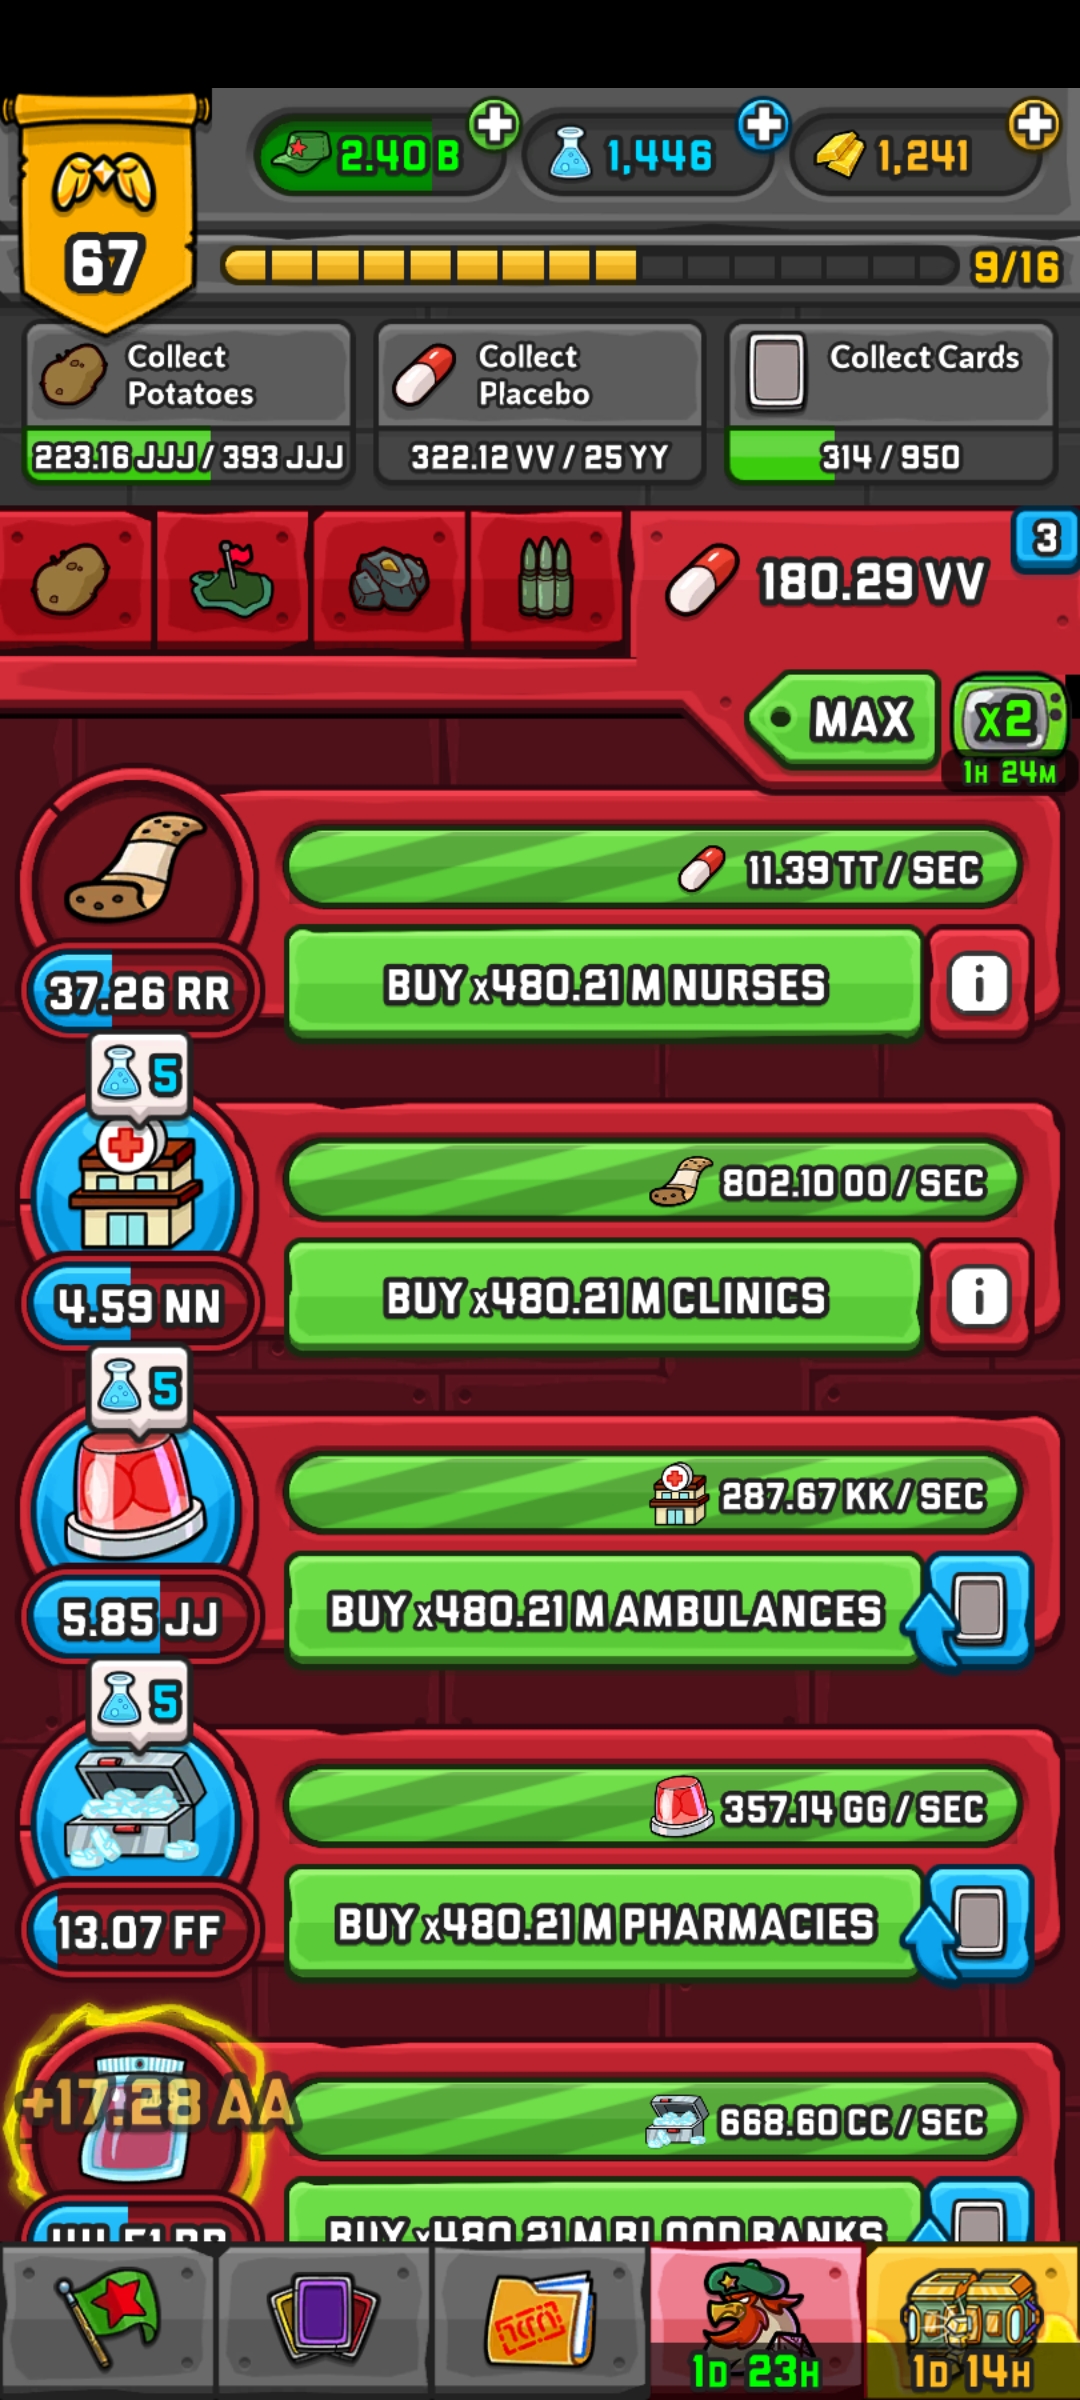 2.40 B
1,446
1,241
67
9/16
Collect
Potatoes
223.16 JJJ / 393 JJJ
Collect
Placebo
322.12 VV / 25 YY
Collect Cards
314 / 950
180.29 VV
3
MAX
x2
1H 24M
11.39 TT / SEC
37.26 RR
BUY x480.21 M NURSES
i
5
802.10 OO / SEC
4.59 NN
BUY x480.21 M CLINICS
i
5
287.67 KK / SEC
5.85 JJ
BUY x480.21 M AMBULANCES
5
357.14 GG / SEC
13.07 FF
BUY x480.21 M PHARMACIES
+17.28 AA
668.60 CC / SEC
BUY x480.21 M BLOOD BANKS
1D 23H
1D 14H